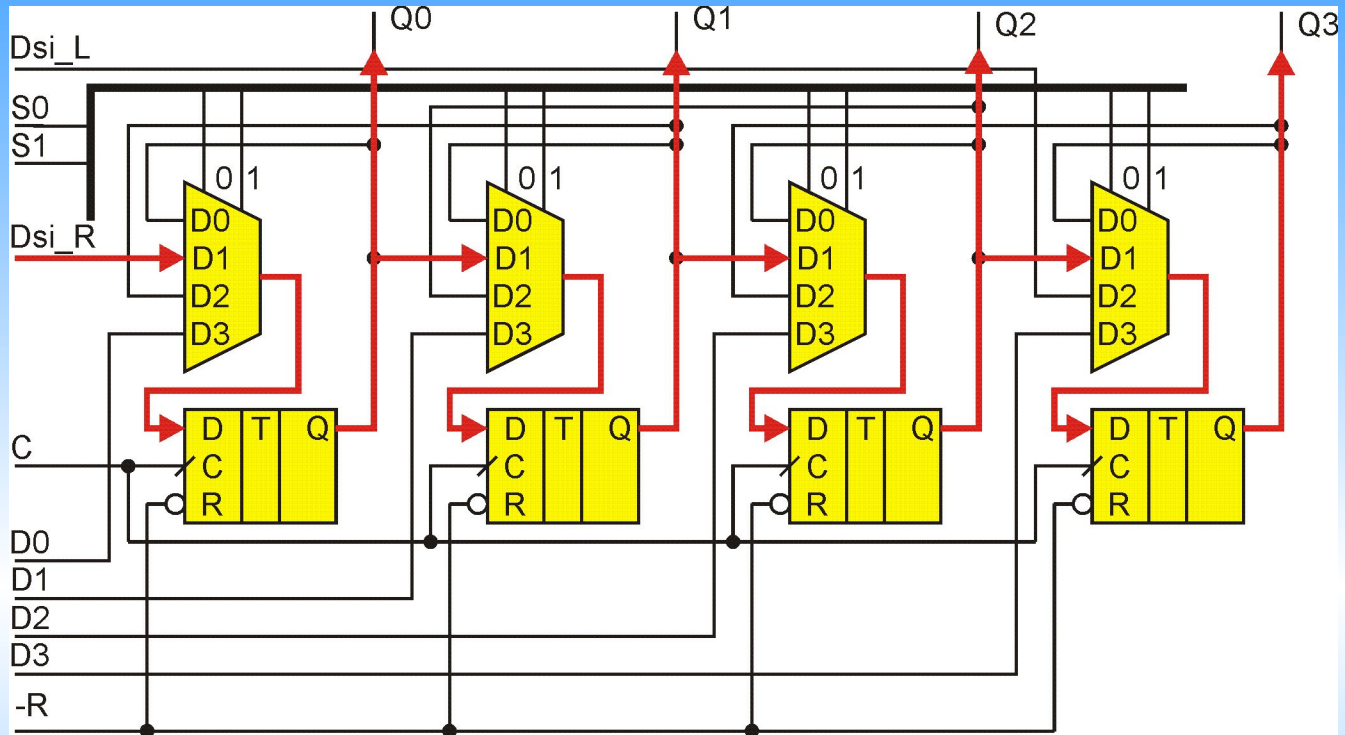 Q0 Q1 Q2 Q3
Dsi_L
S0
S1
0 1 0 1 0 1 0 1
D0 D0 D0 D0
Dsi_R
D1 D1 D1 D1
D2 D2 D2 D2
D3 D3 D3 D3
D T Q D T Q D T Q D T Q
C
C C C C
R R R R
D0
D1
D2
D3
-R